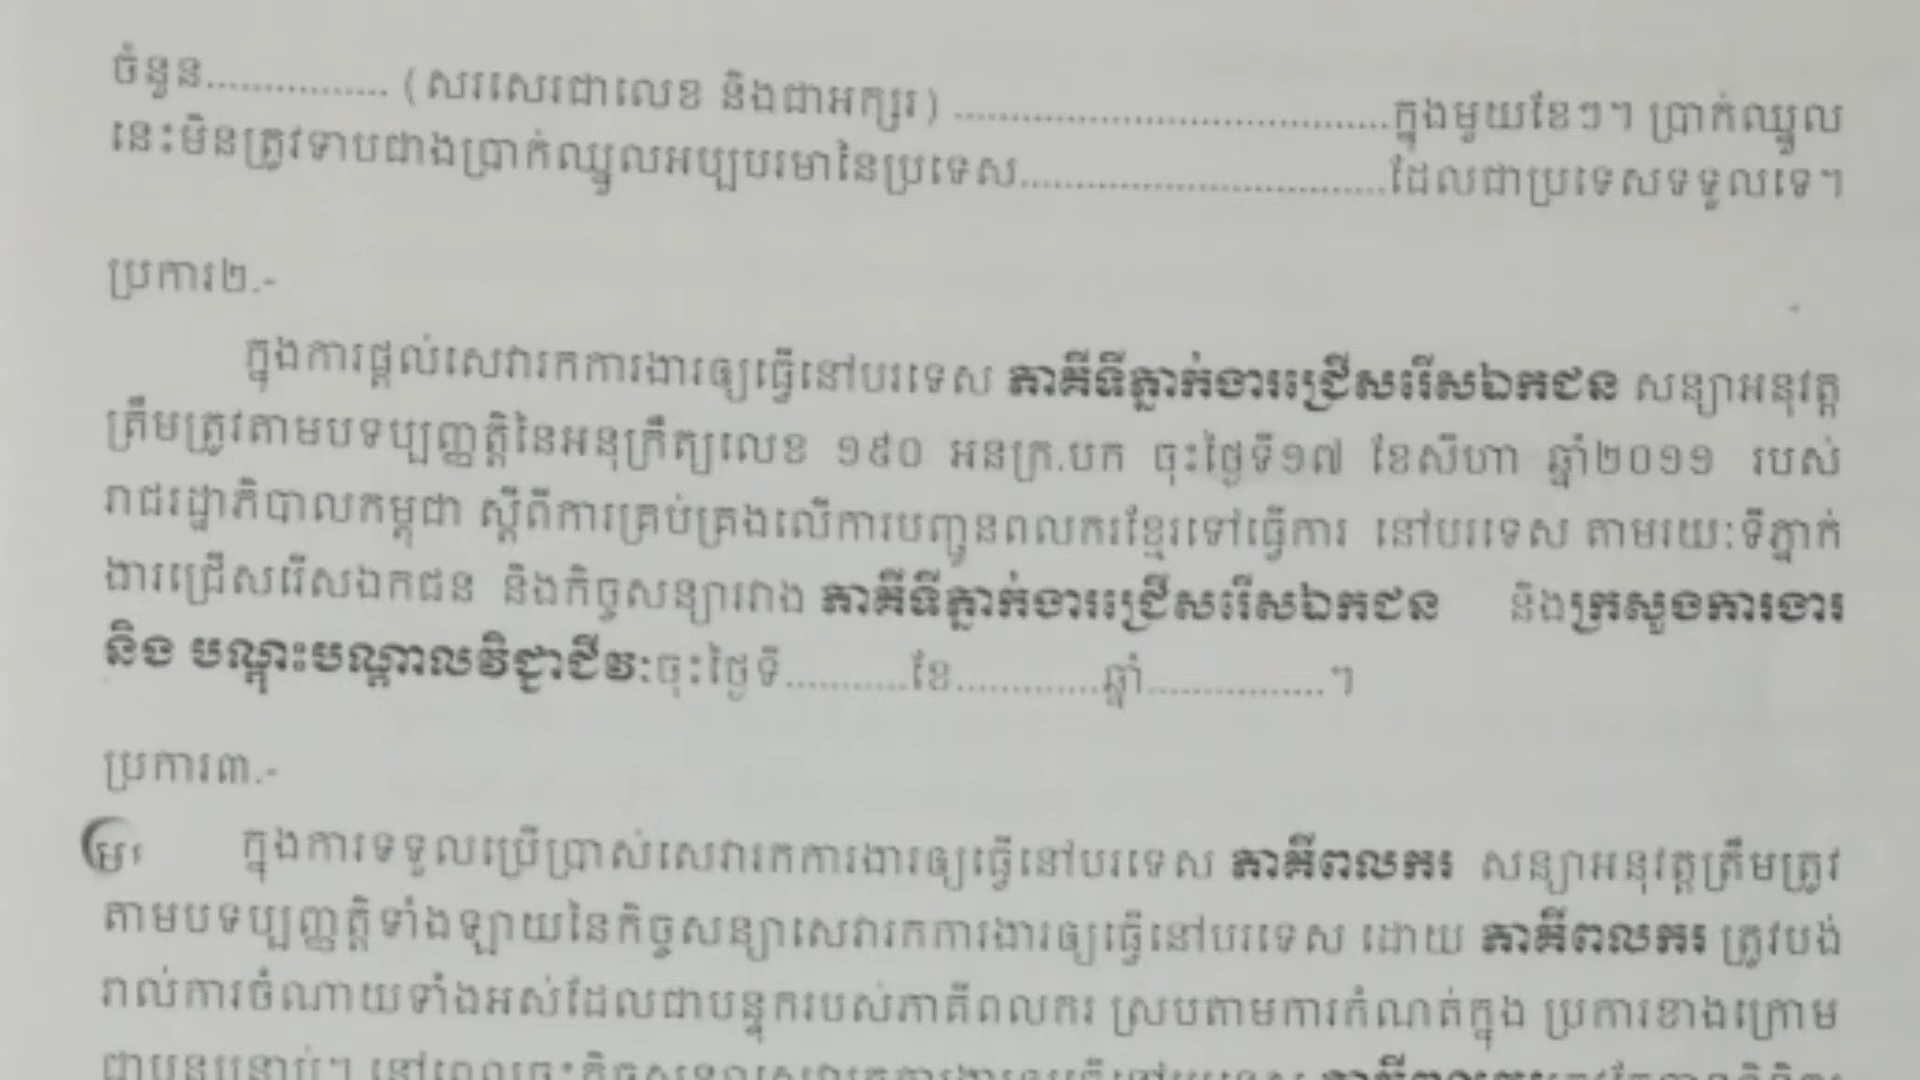 ចំនួន................ (សរសេរជាលេខ និងជាអក្សរ) ......................................ក្នុងមួយខែៗ។ ប្រាក់ឈ្នួល
នេះមិនត្រូវទាបជាងប្រាក់ឈ្នួលអប្បបរមានៃប្រទេស.................................ដែលជាប្រទេសទទួលទេ។
ប្រការ២.-
ក្នុងការផ្តល់សេវារកការងារឲ្យធ្វើនៅបរទេស ភាគីទីភ្នាក់ងារជ្រើសរើសឯកជន សន្យាអនុវត្ត
ត្រឹមត្រូវតាមបទប្បញ្ញត្តិនៃអនុក្រឹត្យលេខ ១៩០ អនក្រ.បក ចុះថ្ងៃទី១៧ ខែសីហា ឆ្នាំ២០១១ របស់
រាជរដ្ឋាភិបាលកម្ពុជា ស្តីពីការគ្រប់គ្រងលើការបញ្ជូនពលករខ្មែរទៅធ្វើការ នៅបរទេស តាមរយៈទីភ្នាក់
ងារជ្រើសរើសឯកជន និងកិច្ចសន្យារវាង ភាគីទីភ្នាក់ងារជ្រើសរើសឯកជន និងក្រសួងការងារ
និង បណ្តុះបណ្តាលវិជ្ជាជីវៈចុះថ្ងៃទី...........ខែ.............ឆ្នាំ................។
ប្រការ៣.-
ក្នុងការទទួលប្រើប្រាស់សេវារកការងារឲ្យធ្វើនៅបរទេស ភាគីពលករ សន្យាអនុវត្តត្រឹមត្រូវ
តាមបទប្បញ្ញត្តិទាំងឡាយនៃកិច្ចសន្យាសេវារកការងារឲ្យធ្វើនៅបរទេស ដោយ ភាគីពលករ ត្រូវបង់
រាល់ការចំណាយទាំងអស់ដែលជាបន្ទុករបស់ភាគីពលករ ស្របតាមការកំណត់ក្នុង ប្រការខាងក្រោម